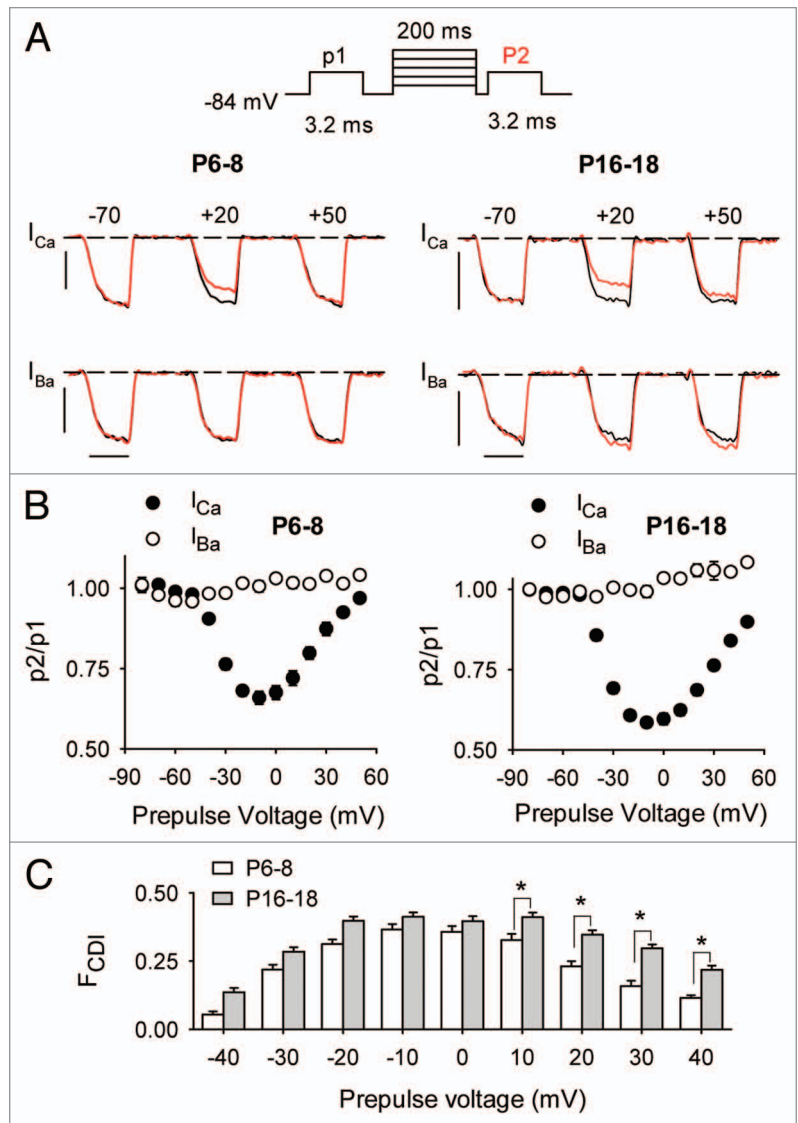 A
200 ms
p1
P2
-84 mV
3.2 ms
3.2 ms
P6-8
P16-18
-70 +20 +50
-70 +20 +50
ICa
ICa
IBa
IBa
B
ICa
IBa
P6-8
ICa
IBa
P16-18
p2/p1
1.00
0.75
0.50
-90 -60 -30 0 30 60
Prepulse Voltage (mV)
p2/p1
1.00
0.75
0.50
-90 -60 -30 0 30 60
Prepulse Voltage (mV)
C
P6-8
P16-18
* * * *
FCDI
0.50
0.25
0.00
-40 -30 -20 -10 0 10 20 30 40
Prepulse voltage (mV)